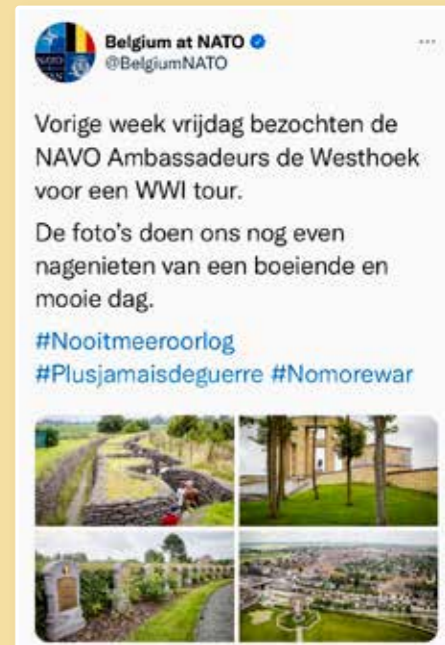 Belgium at NATO
@BelgiumNATO
Vorige week vrijdag bezochten de
NAVO Ambassadeurs de Westhoek
voor een WWI tour.
De foto's doen ons nog even
nagenieten van een boeiende en
mooie dag.
#Nooitmeeroorlog
#Plusjamaisdeguerre #Nomorewar